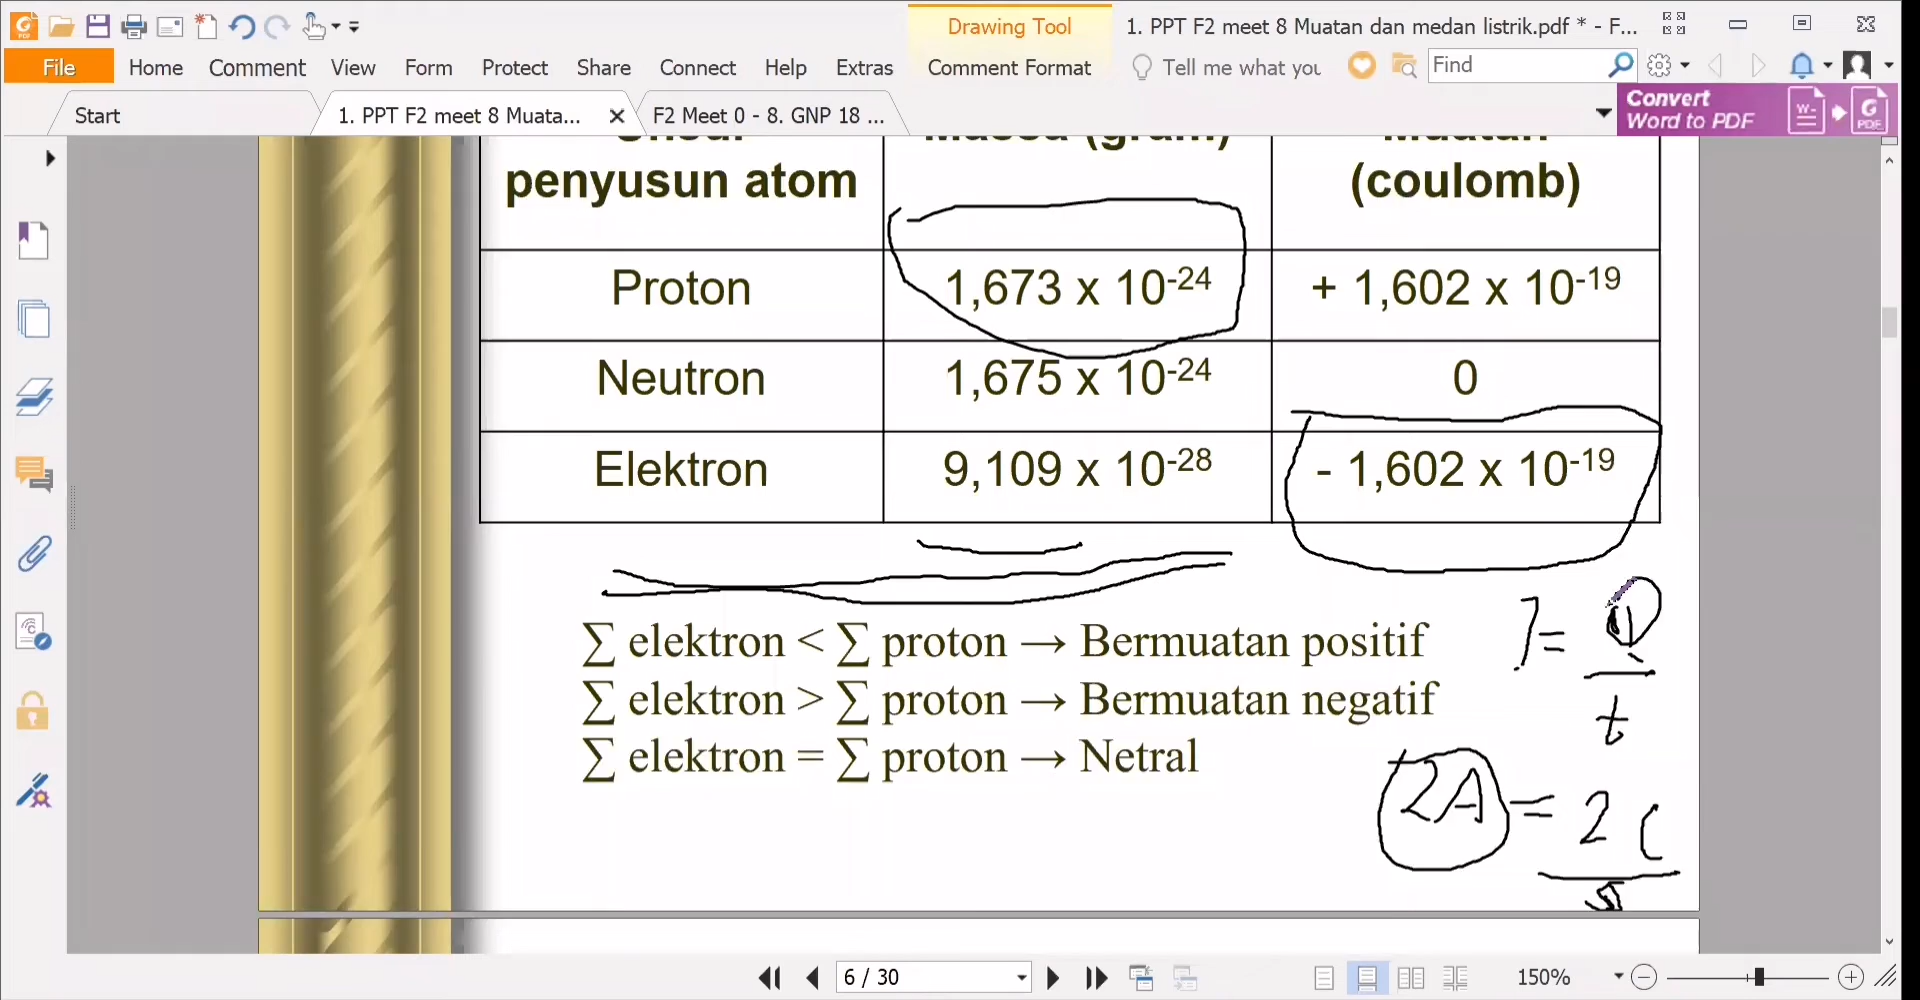 Drawing Tool
1. PPT F2 meet 8 Muatan dan medan listrik.pdf * - F...
File Home Comment View Form Protect Share Connect Help Extras Comment Format Tell me what you Find
Start
1. PPT F2 meet 8 Muata...
F2 Meet 0 - 8. GNP 18 ...
Convert
Word to PDF
penyusun atom
Massa (gram)
Muatan
(coulomb)
Proton 1,673 x 10-24 + 1,602 x 10-19
Neutron 1,675 x 10-24 0
Elektron 9,109 x 10-28 - 1,602 x 10-19
∑ elektron < ∑ proton → Bermuatan positif
∑ elektron > ∑ proton → Bermuatan negatif
∑ elektron = ∑ proton → Netral
I = Q
t
2A = 2 C
s
6 / 30
150%